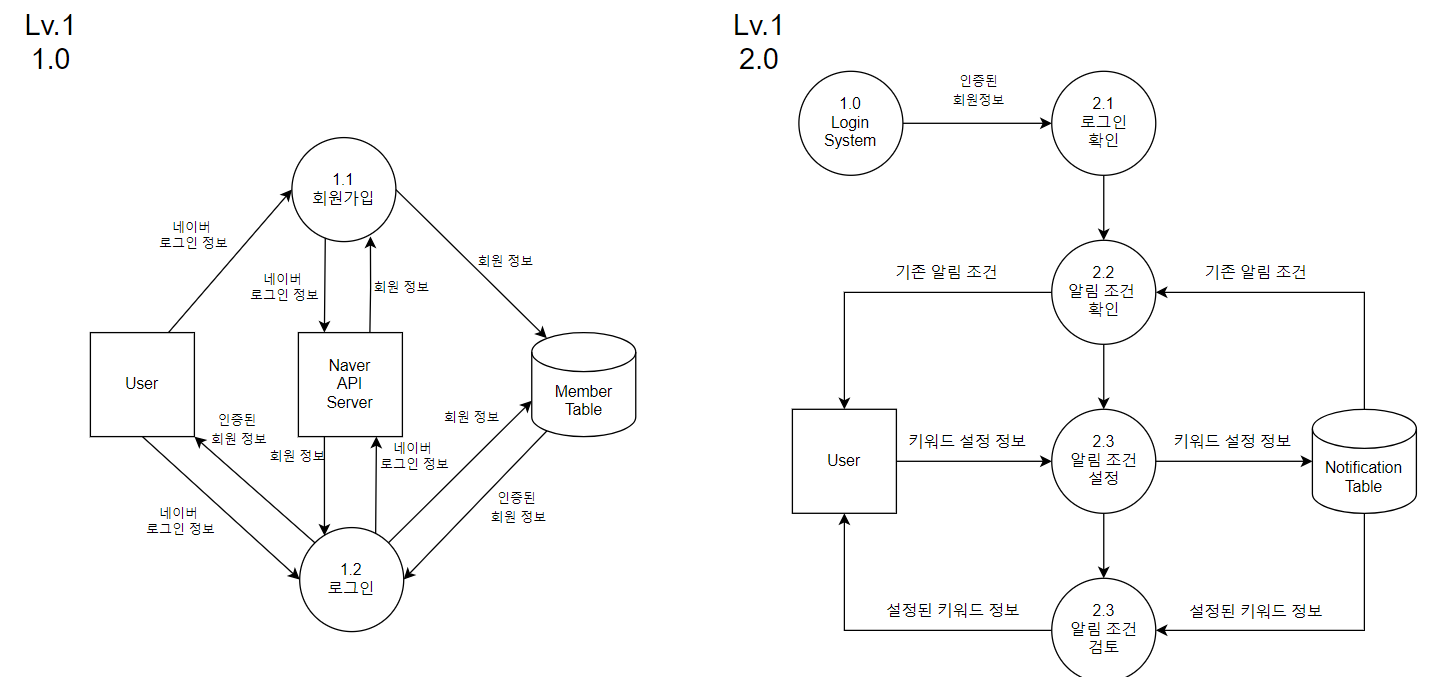 Lv.1
1.0
1.1
회원가입
네이버
로그인 정보
네이버
로그인 정보
회원 정보
회원 정보
User
Naver
API
Server
Member
Table
인증된
회원 정보
회원 정보
네이버
로그인 정보
회원 정보
네이버
로그인 정보
인증된
회원 정보
1.2
로그인
Lv.1
2.0
1.0
Login
System
인증된
회원정보
2.1
로그인
확인
기존 알림 조건
2.2
알림 조건
확인
기존 알림 조건
User
키워드 설정 정보
2.3
알림 조건
설정
키워드 설정 정보
Notification
Table
설정된 키워드 정보
2.3
알림 조건
검토
설정된 키워드 정보